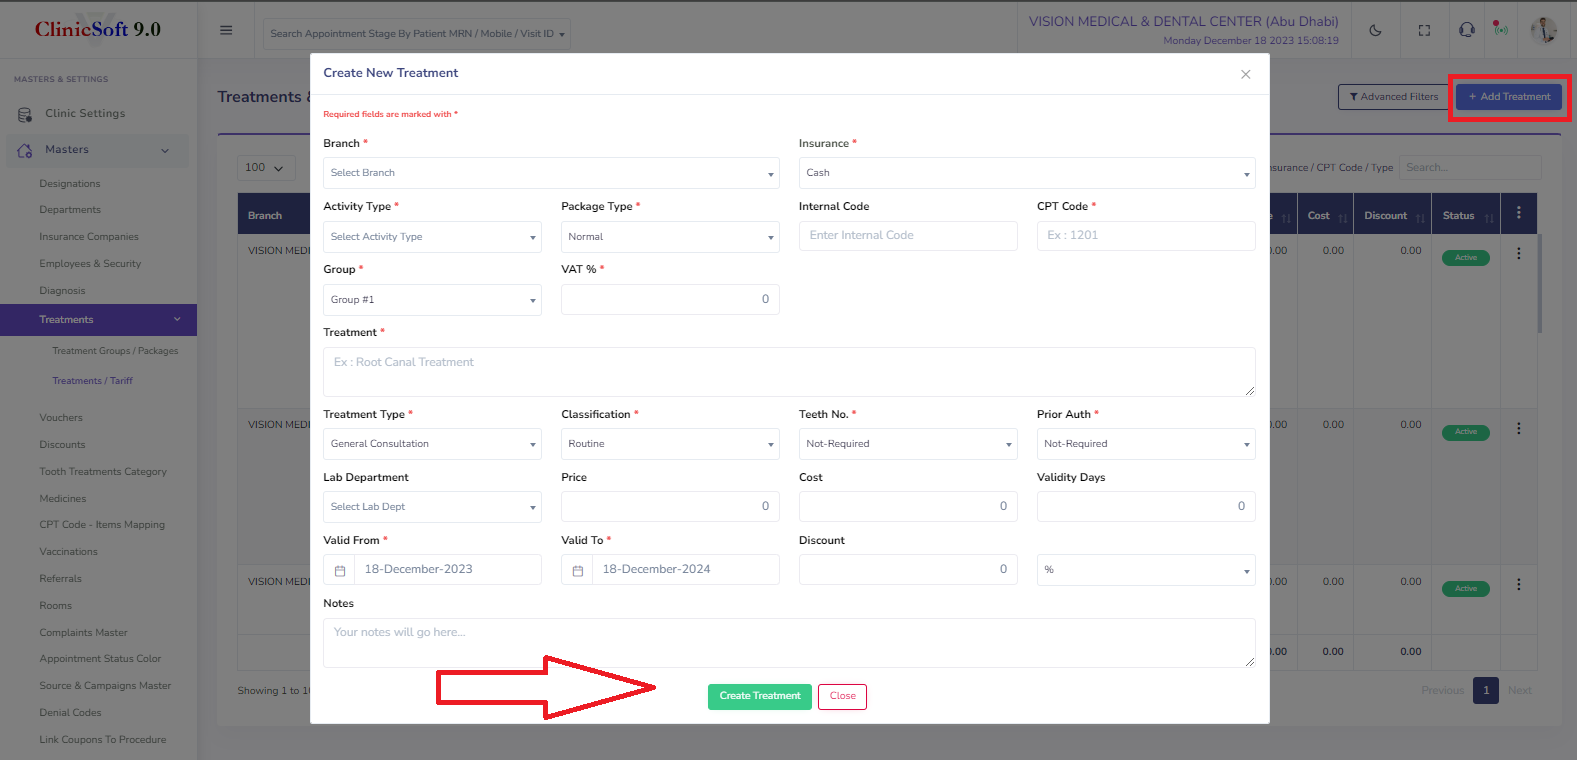 ClinicSoft 9.0
Search Appointment Stage By Patient MRN / Mobile / Visit ID
VISION MEDICAL & DENTAL CENTER (Abu Dhabi)
Monday December 18 2023 15:08:19
MASTERS & SETTINGS
Clinic Settings
Masters
Designations
Departments
Insurance Companies
Employees & Security
Diagnosis
Treatments
Treatment Groups / Packages
Treatments / Tariff
Vouchers
Discounts
Tooth Treatments Category
Medicines
CPT Code - Items Mapping
Vaccinations
Referrals
Rooms
Complaints Master
Appointment Status Color
Source & Campaigns Master
Denial Codes
Link Coupons To Procedure
Treatments &
Advanced Filters
+ Add Treatment
100
surance / CPT Code / Type Search...
Branch
Cost Discount Status
VISION MED
.00 0.00 0.00 Active
VISION MED
.00 0.00 0.00 Active
VISION MED
.00 0.00 0.00 Active
.00 0.00 0.00
Showing 1 to 1
Previous 1 Next
Create New Treatment
Required fields are marked with *
Branch * Insurance *
Select Branch Cash
Activity Type * Package Type * Internal Code CPT Code *
Select Activity Type Normal Enter Internal Code Ex : 1201
Group * VAT % *
Group #1 0
Treatment *
Ex : Root Canal Treatment
Treatment Type * Classification * Teeth No. * Prior Auth *
General Consultation Routine Not-Required Not-Required
Lab Department Price Cost Validity Days
Select Lab Dept 0 0 0
Valid From * Valid To * Discount
18-December-2023 18-December-2024 0 %
Notes
Your notes will go here...
Create Treatment Close